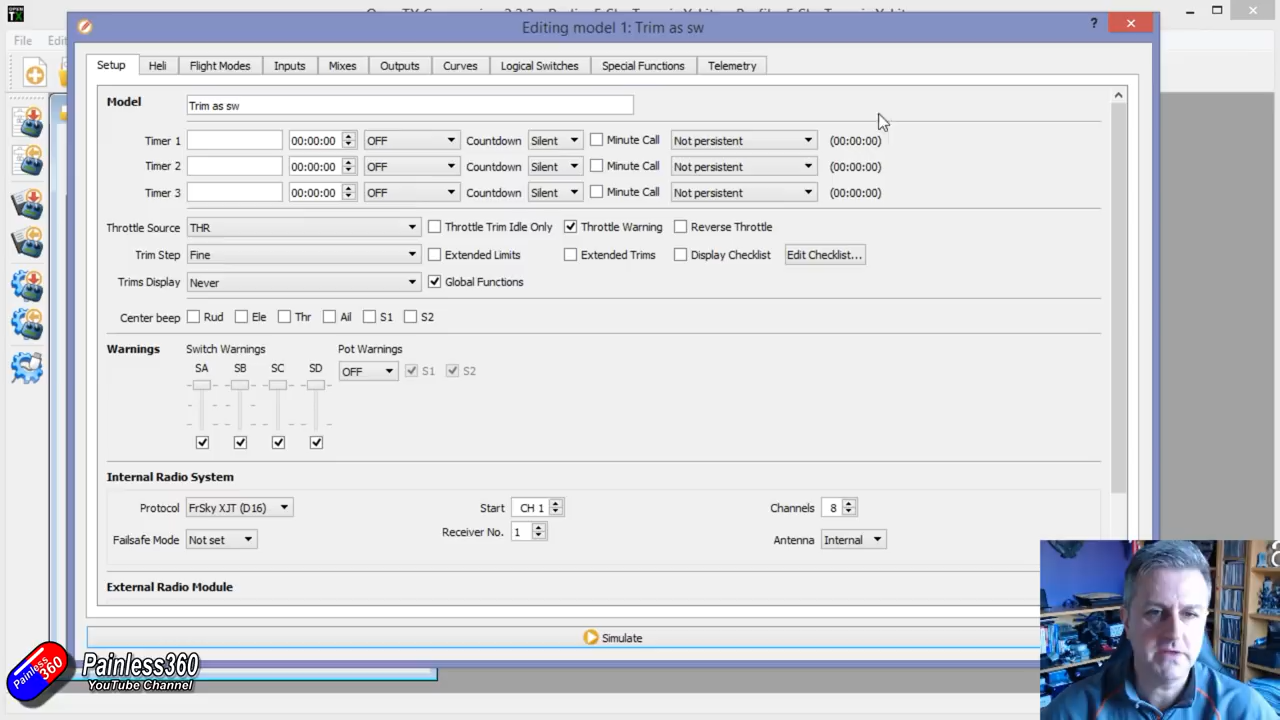 OPEN TX
Editing model 1: Trim as sw
?
File Edi
Setup Heli Flight Modes Inputs Mixes Outputs Curves Logical Switches Special Functions Telemetry
Model Trim as sw
Timer 1 00:00:00 OFF Countdown Silent Minute Call Not persistent (00:00:00)
Timer 2 00:00:00 OFF Countdown Silent Minute Call Not persistent (00:00:00)
Timer 3 00:00:00 OFF Countdown Silent Minute Call Not persistent (00:00:00)
Throttle Source THR Throttle Trim Idle Only Throttle Warning Reverse Throttle
Trim Step Fine Extended Limits Extended Trims Display Checklist Edit Checklist...
Trims Display Never Global Functions
Center beep Rud Ele Thr Ail S1 S2
Warnings Switch Warnings Pot Warnings
SA SB SC SD OFF S1 S2
Internal Radio System
Protocol FrSky XJT (D16) Start CH 1 Channels 8
Failsafe Mode Not set Receiver No. 1 Antenna Internal
External Radio Module
Simulate
Painless360
Painless360
YouTube Channel